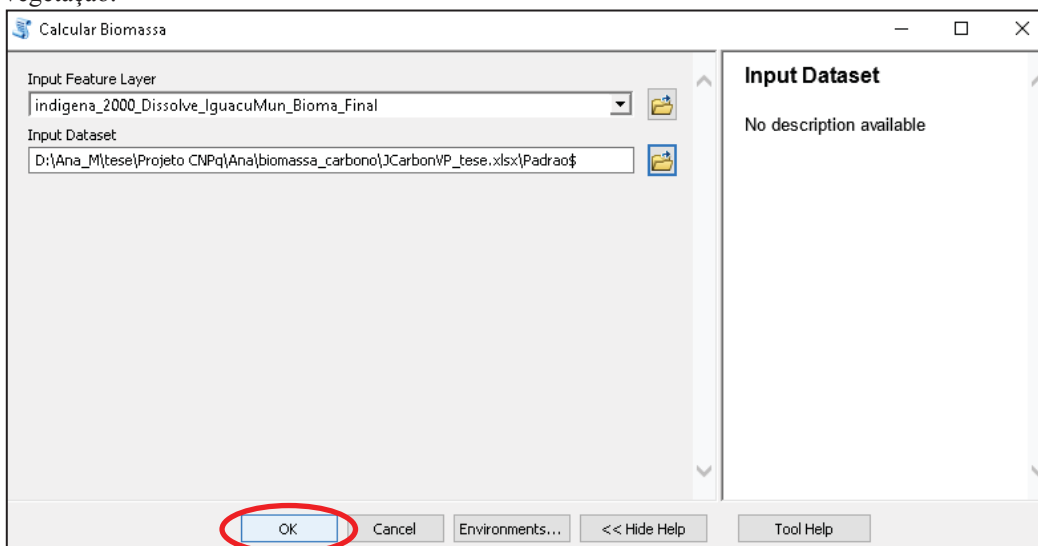 vegetação.
Calcular Biomassa
Input Feature Layer
indigena_2000_Dissolve_IguacuMun_Bioma_Final
Input Dataset
D:\Ana_M\tese\Projeto CNPq\Ana\biomassa_carbono\JCarbonVP_tese.xlsx\Padrao$
Input Dataset
No description available
OK
Cancel
Environments...
<< Hide Help
Tool Help